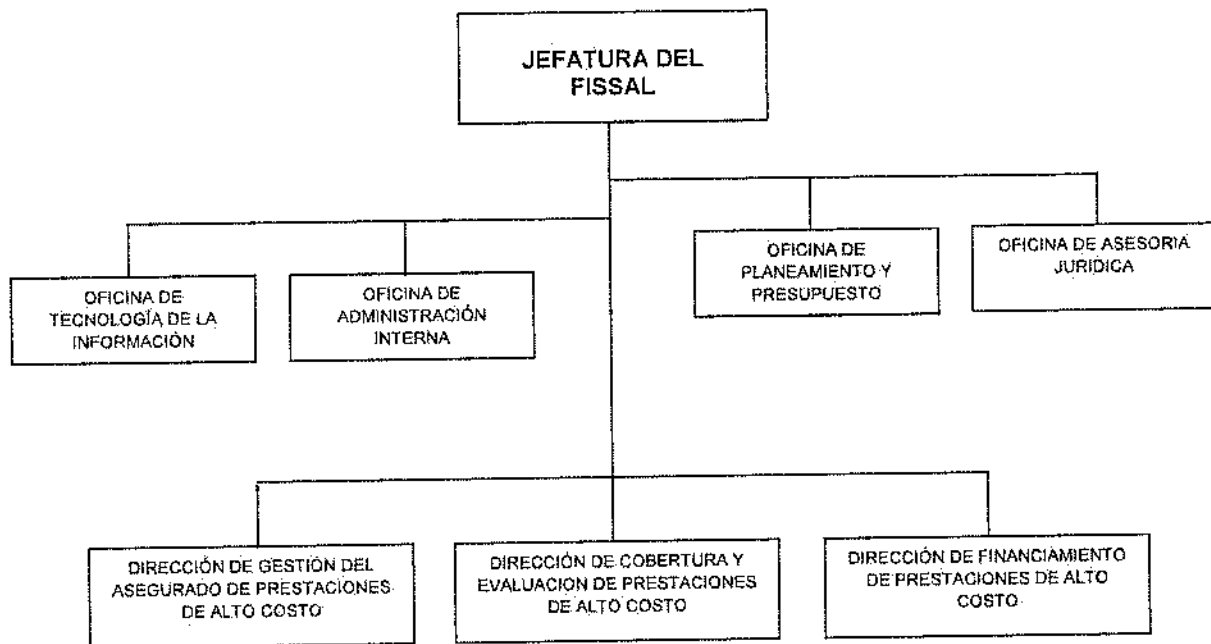 JEFATURA DEL
FISSAL
OFICINA DE
PLANEAMIENTO Y
PRESUPUESTO
OFICINA DE ASESORIA
JURIDICA
OFICINA DE
TECNOLOGÍA DE LA
INFORMACIÓN
OFICINA DE
ADMINISTRACIÓN
INTERNA
DIRECCIÓN DE GESTIÓN DEL
ASEGURADO DE PRESTACIONES
DE ALTO COSTO
DIRECCIÓN DE COBERTURA Y
EVALUACION DE PRESTACIONES
DE ALTO COSTO
DIRECCIÓN DE FINANCIAMIENTO
DE PRESTACIONES DE ALTO
COSTO